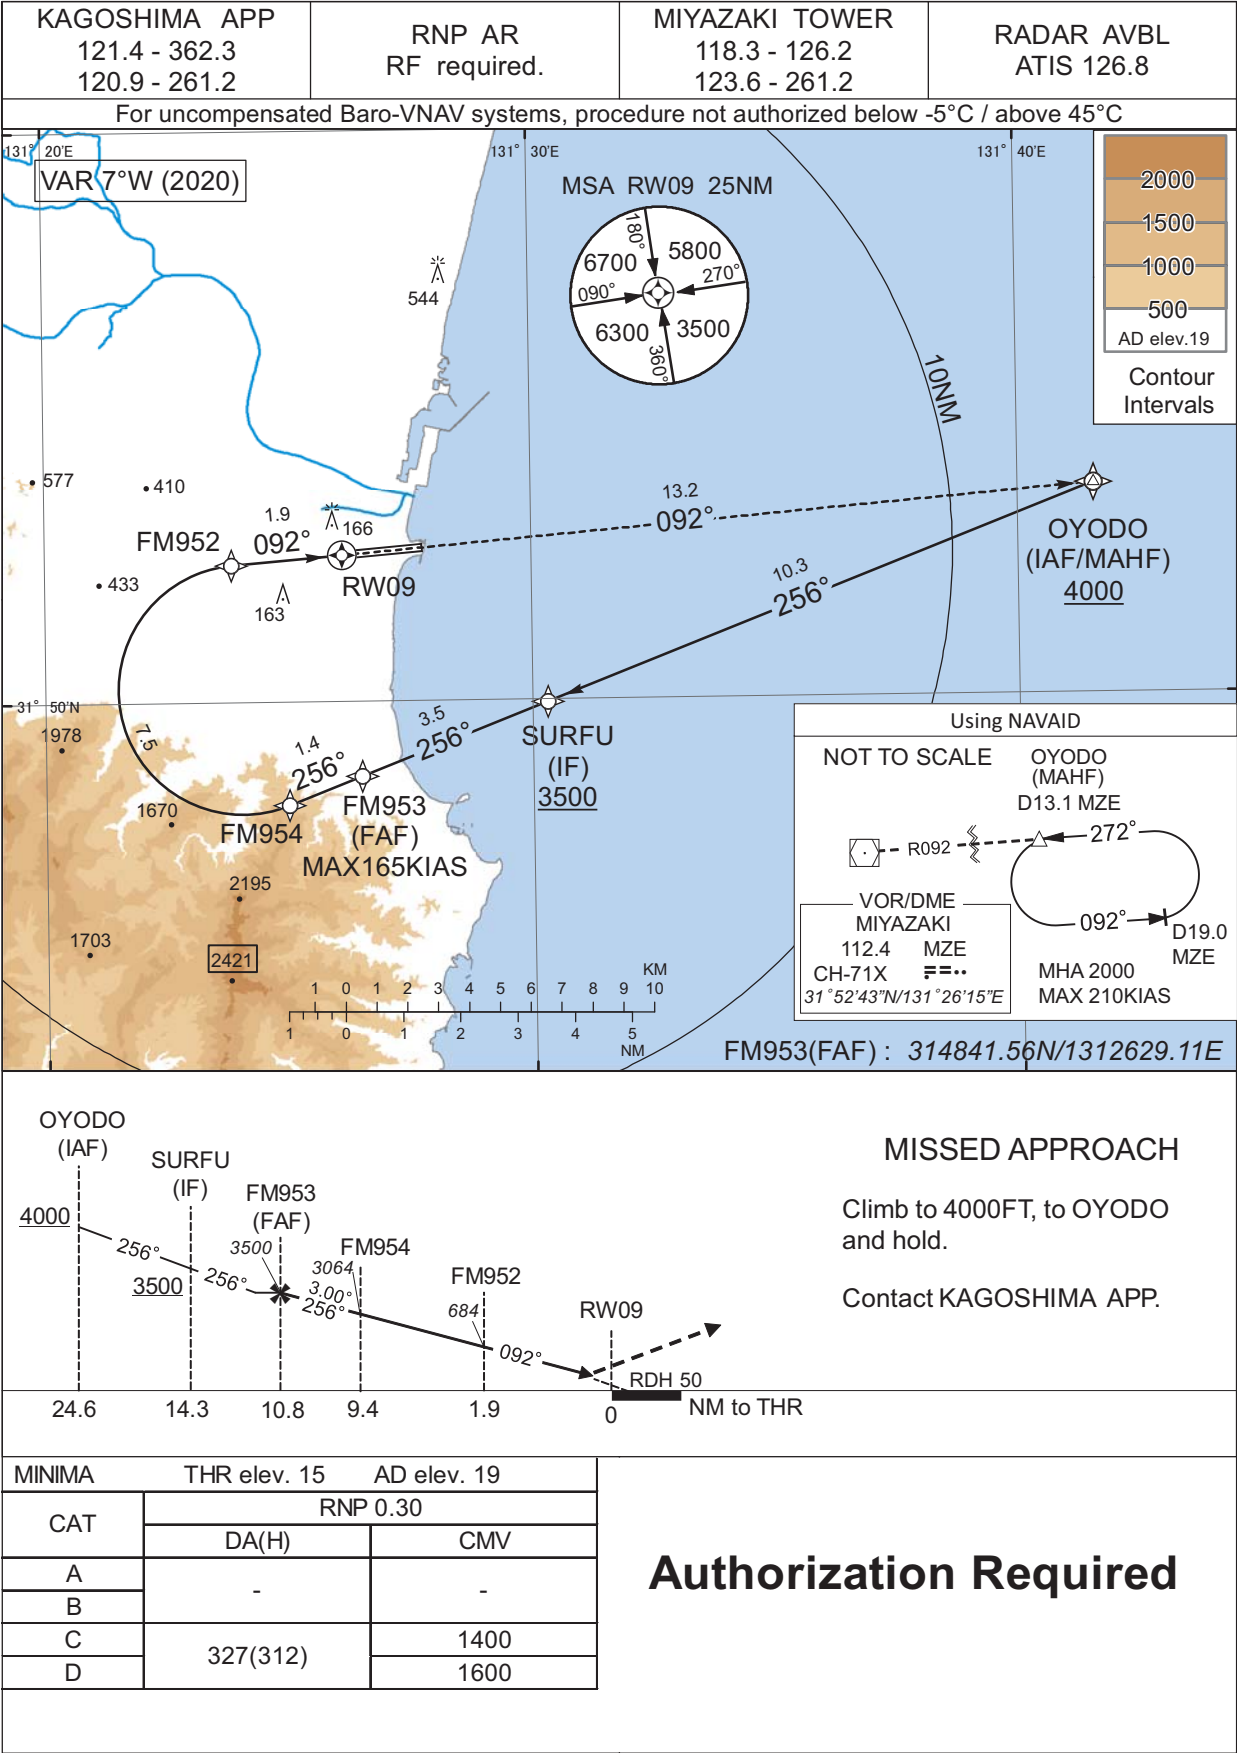 KAGOSHIMA APP
121.4 - 362.3
120.9 - 261.2
RNP AR
RF required.
MIYAZAKI TOWER
118.3 - 126.2
123.6 - 261.2
RADAR AVBL
ATIS 126.8
For uncompensated Baro-VNAV systems, procedure not authorized below -5°C / above 45°C
131° 20'E
131° 30'E
131° 40'E
VAR 7°W (2020)
MSA RW09 25NM
180°
5800
6700
270°
090°
6300
3500
360°
2000
1500
1000
500
AD elev.19
Contour
Intervals
544
10NM
577
410
1.9
092°
166
FM952
RW09
433
163
13.2
092°
OYODO
(IAF/MAHF)
4000
10.3
256°
31° 50'N
1978
7.5
1670
1.4
256°
3.5
256°
SURFU
(IF)
3500
FM954
FM953
(FAF)
MAX165KIAS
2195
1703
2421
Using NAVAID
NOT TO SCALE
OYODO
(MAHF)
D13.1 MZE
R092
272°
092°
D19.0
MZE
VOR/DME
MIYAZAKI
112.4 MZE
CH-71X
31°52'43"N/131°26'15"E
MHA 2000
MAX 210KIAS
KM
1 0 1 2 3 4 5 6 7 8 9 10
1 0 1 2 3 4 5
NM
FM953(FAF) : 314841.56N/1312629.11E
OYODO
(IAF)
SURFU
(IF)
FM953
(FAF)
FM954
FM952
RW09
4000
256°
3500
256°
3500
3064
3.00°
256°
684
092°
RDH 50
24.6
14.3
10.8
9.4
1.9
0
NM to THR
MISSED APPROACH
Climb to 4000FT, to OYODO
and hold.
Contact KAGOSHIMA APP.
MINIMA THR elev. 15 AD elev. 19
CAT
RNP 0.30
DA(H)
CMV
A
B
-
-
C
D
327(312)
1400
1600
Authorization Required